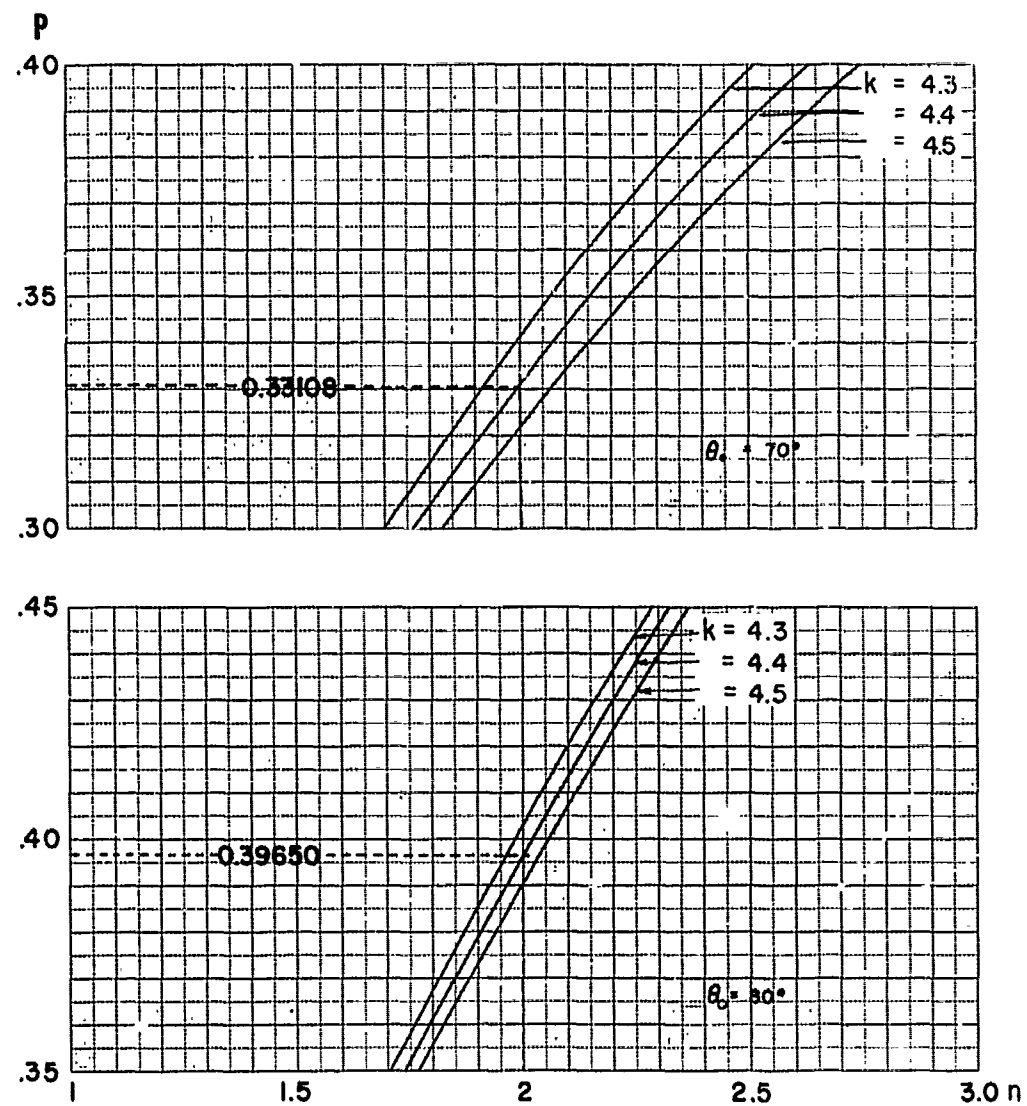 P
.40
k = 4.3
= 4.4
= 4.5
.35
0.33108
θ₀ = 70°
.30
.45
k = 4.3
= 4.4
= 4.5
.40
0.39650
θ₀ = 80°
.35
1 1.5 2 2.5 3.0 n